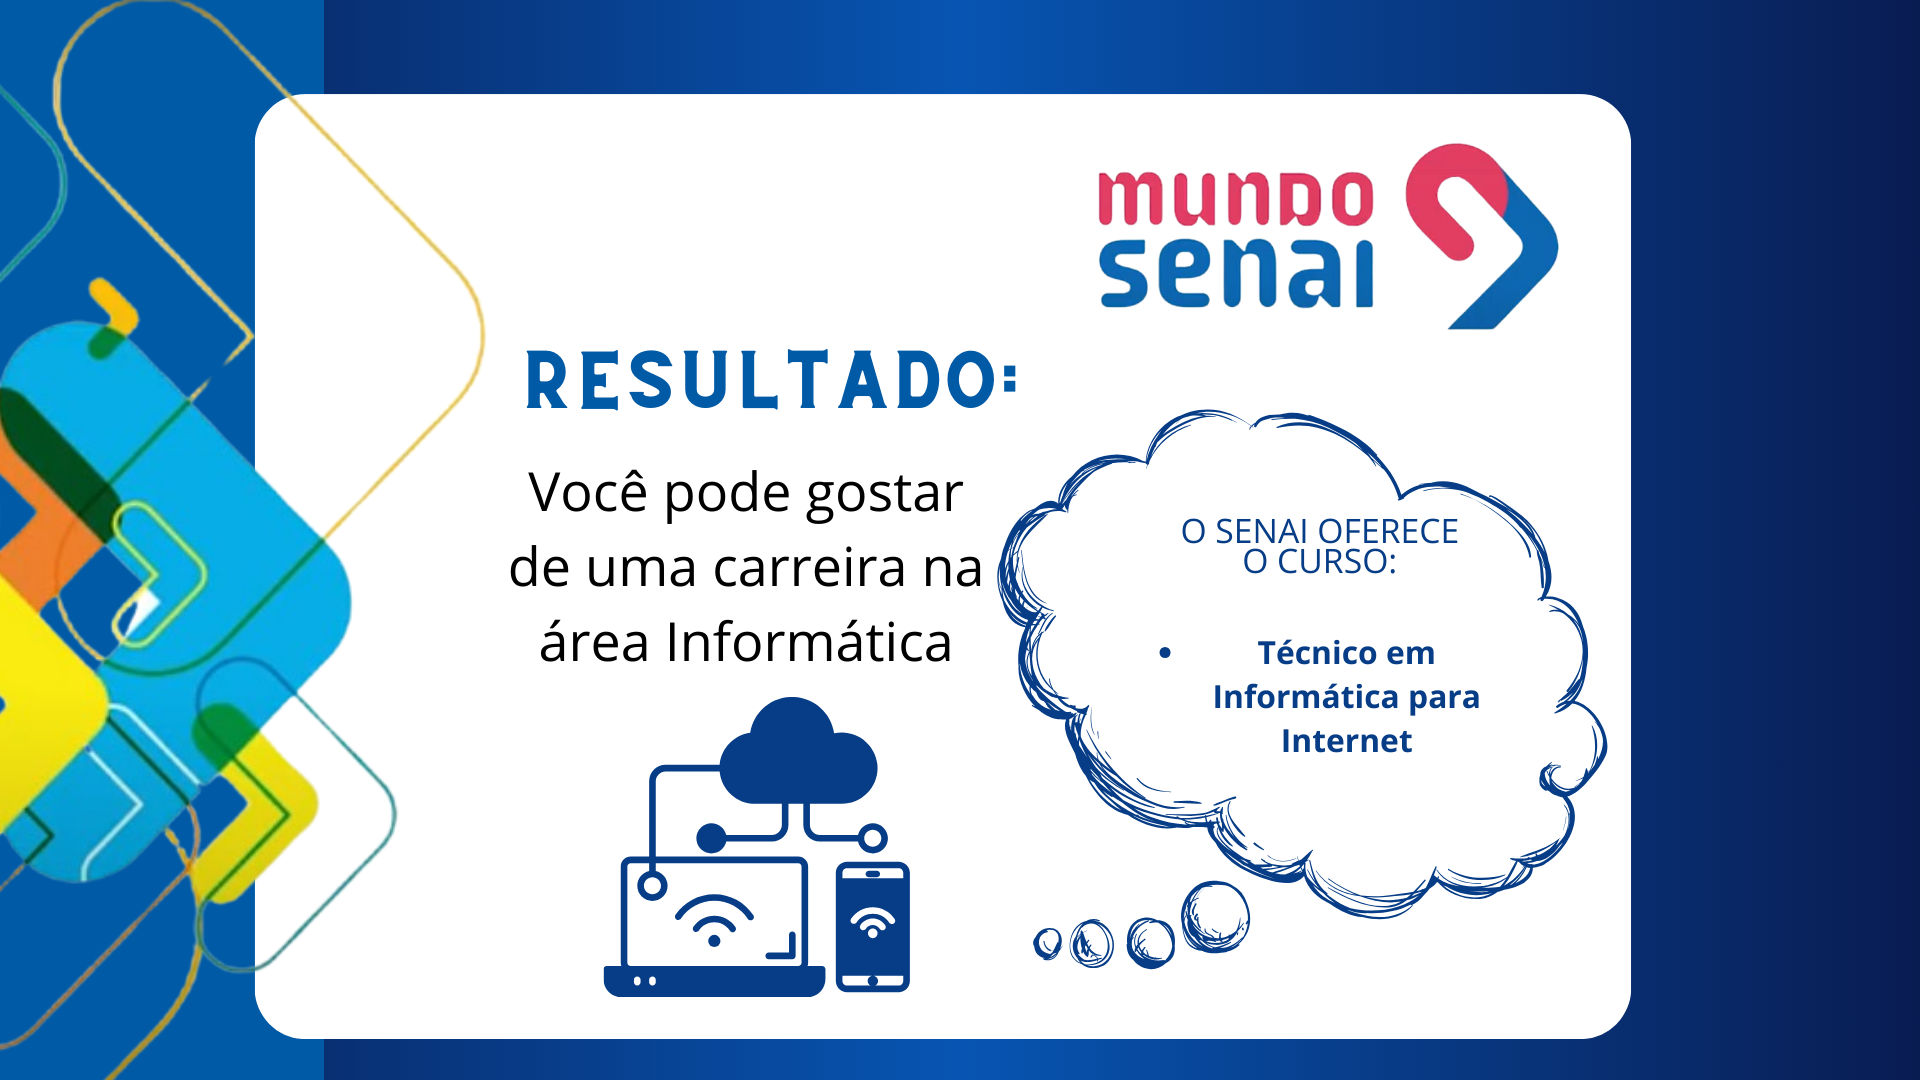 mundo
senai
RESULTADO:
Você pode gostar
de uma carreira na
área Informática
O SENAI OFERECE
O CURSO:
• Técnico em
Informática para
Internet